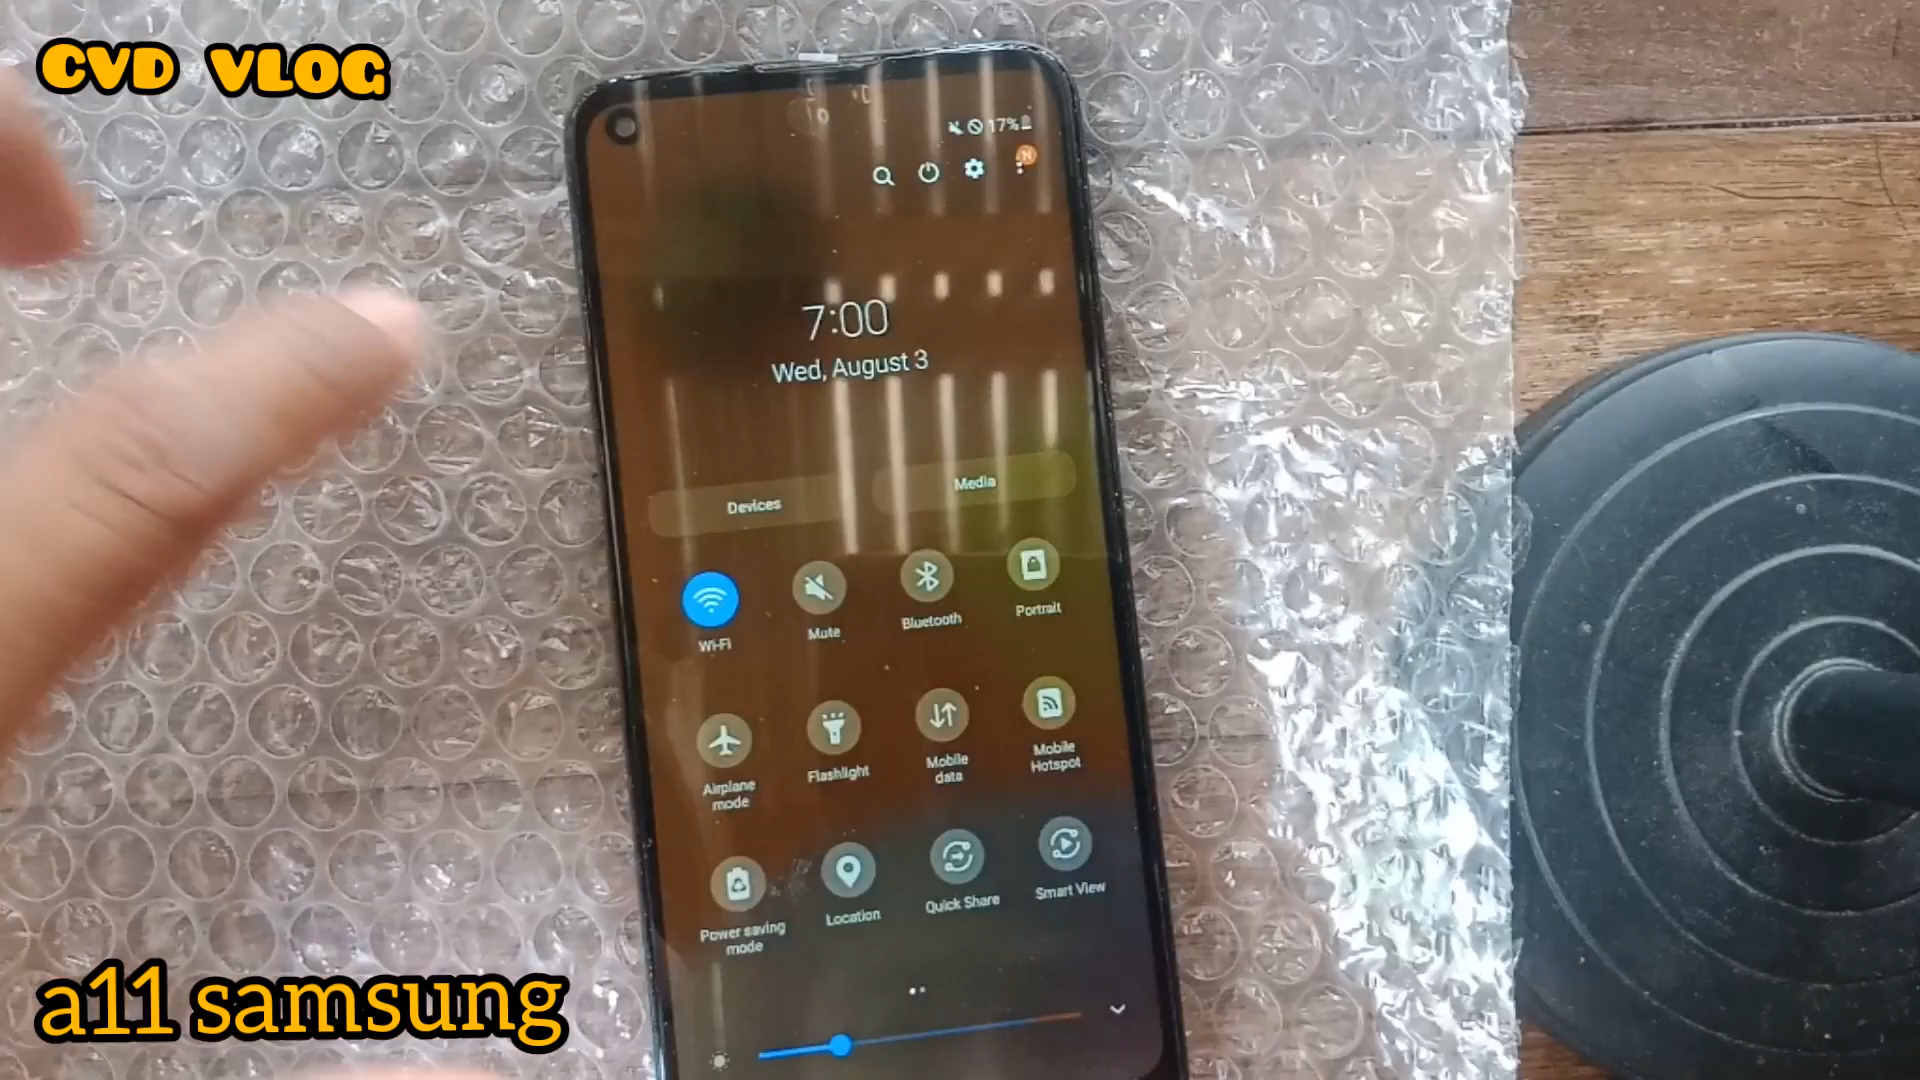 CVD VLOG
17%
N
7:00
Wed, August 3
Devices
Media
Wi-Fi
Mute
Bluetooth
Portrait
Airplane
mode
Flashlight
Mobile
data
Mobile
Hotspot
Power saving
mode
Location
Quick Share
Smart View
a11 samsung